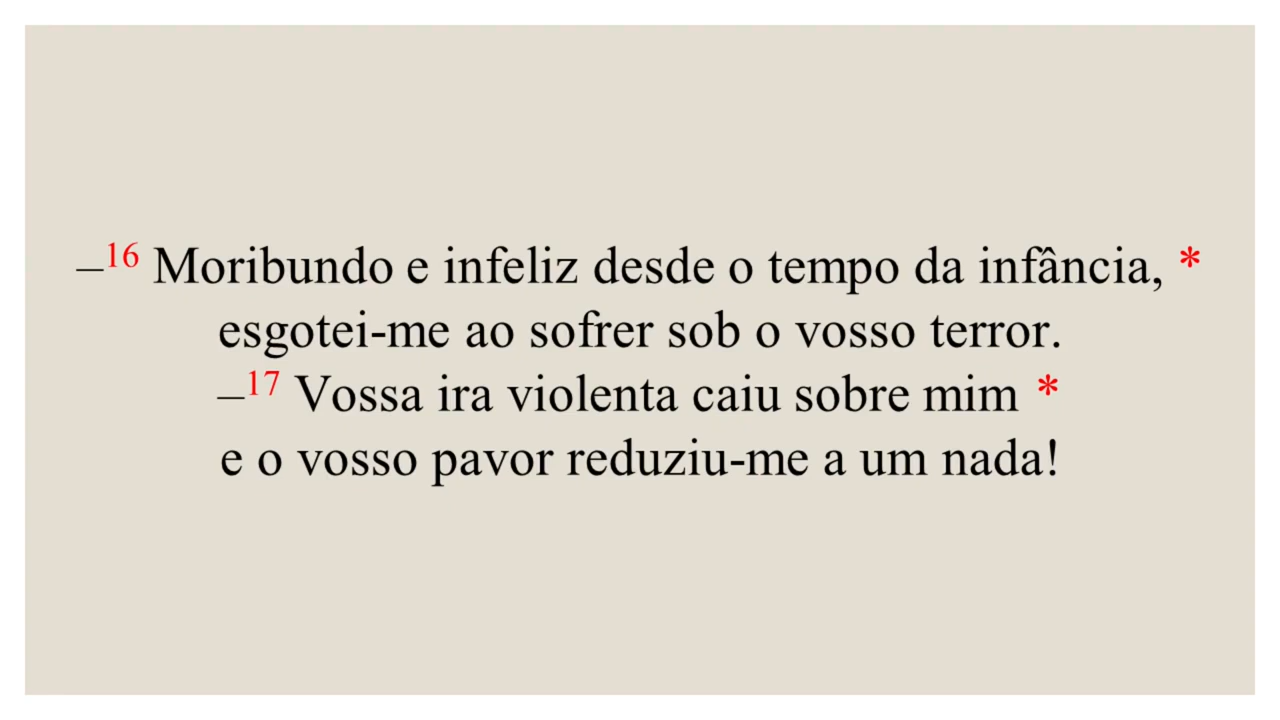 –16 Moribundo e infeliz desde o tempo da infância, *
esgotei-me ao sofrer sob o vosso terror.
–17 Vossa ira violenta caiu sobre mim *
e o vosso pavor reduziu-me a um nada!